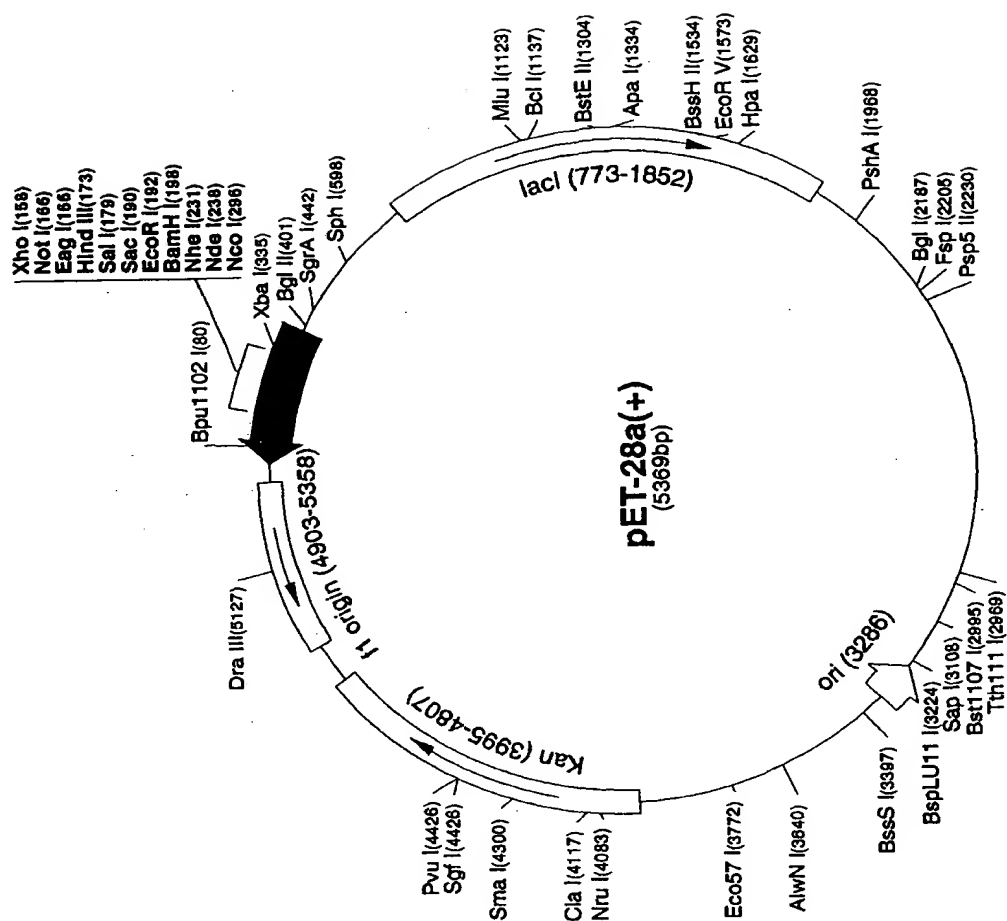 Xho I(158)
Not I(166)
Eag I(166)
Hind III(173)
Sal I(179)
Sac I(190)
EcoR I(192)
BamH I(198)
Nhe I(231)
Nde I(238)
Nco I(296)
Bpu1102 I(80)
Xba I(335)
Bgl II(401)
SgrA I(442)
Sph I(598)
Mlu I(1123)
Bcl I(1137)
BstE II(1304)
Apa I(1334)
BssH II(1534)
EcoR V(1573)
Hpa I(1629)
lacI (773-1852)
PshA I(1968)
Bgl I(2187)
Fsp I(2205)
Psp5 II(2230)
pET-28a(+)
(5369bp)
Tth111 I(2969)
Bst1107 I(2995)
Sap I(3108)
BspLU11 I(3224)
ori (3286)
BssS I(3397)
AlwN I(3640)
Eco57 I(3772)
Kan (3995-4807)
Nru I(4083)
Cla I(4117)
Sma I(4300)
Sgf I(4426)
Pvu I(4426)
f1 origin (4903-5358)
Dra III(5127)